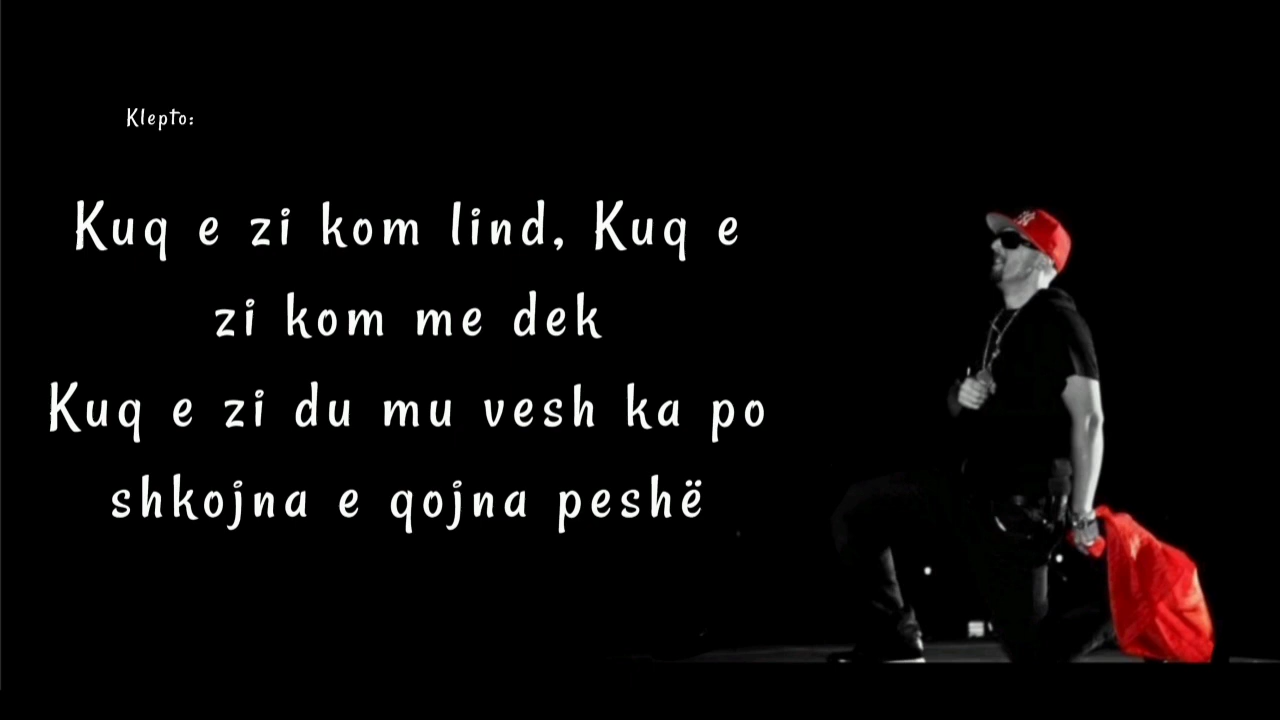 Klepto:
Kuq e zi kom lind, Kuq e
zi kom me dek
Kuq e zi du mu vesh ka po
shkojna e qojna peshë